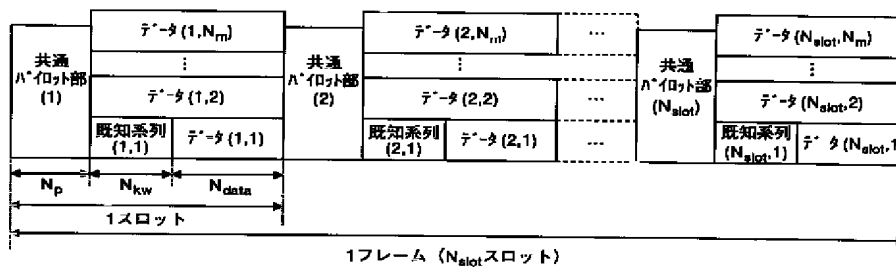 共通
パイロット部
(1)
データ(1,Nm)
⋮
データ(1,2)
既知系列
(1,1)
データ(1,1)
共通
パイロット部
(2)
データ(2,Nm)
⋮
データ(2,2)
既知系列
(2,1)
データ(2,1)
…
…
…
共通
パイロット部
(Nslot)
データ(Nslot,Nm)
⋮
データ(Nslot,2)
既知系列
(Nslot,1)
データ(Nslot,1)
Np
Nkw
Ndata
1スロット
1フレーム (Nslotスロット)